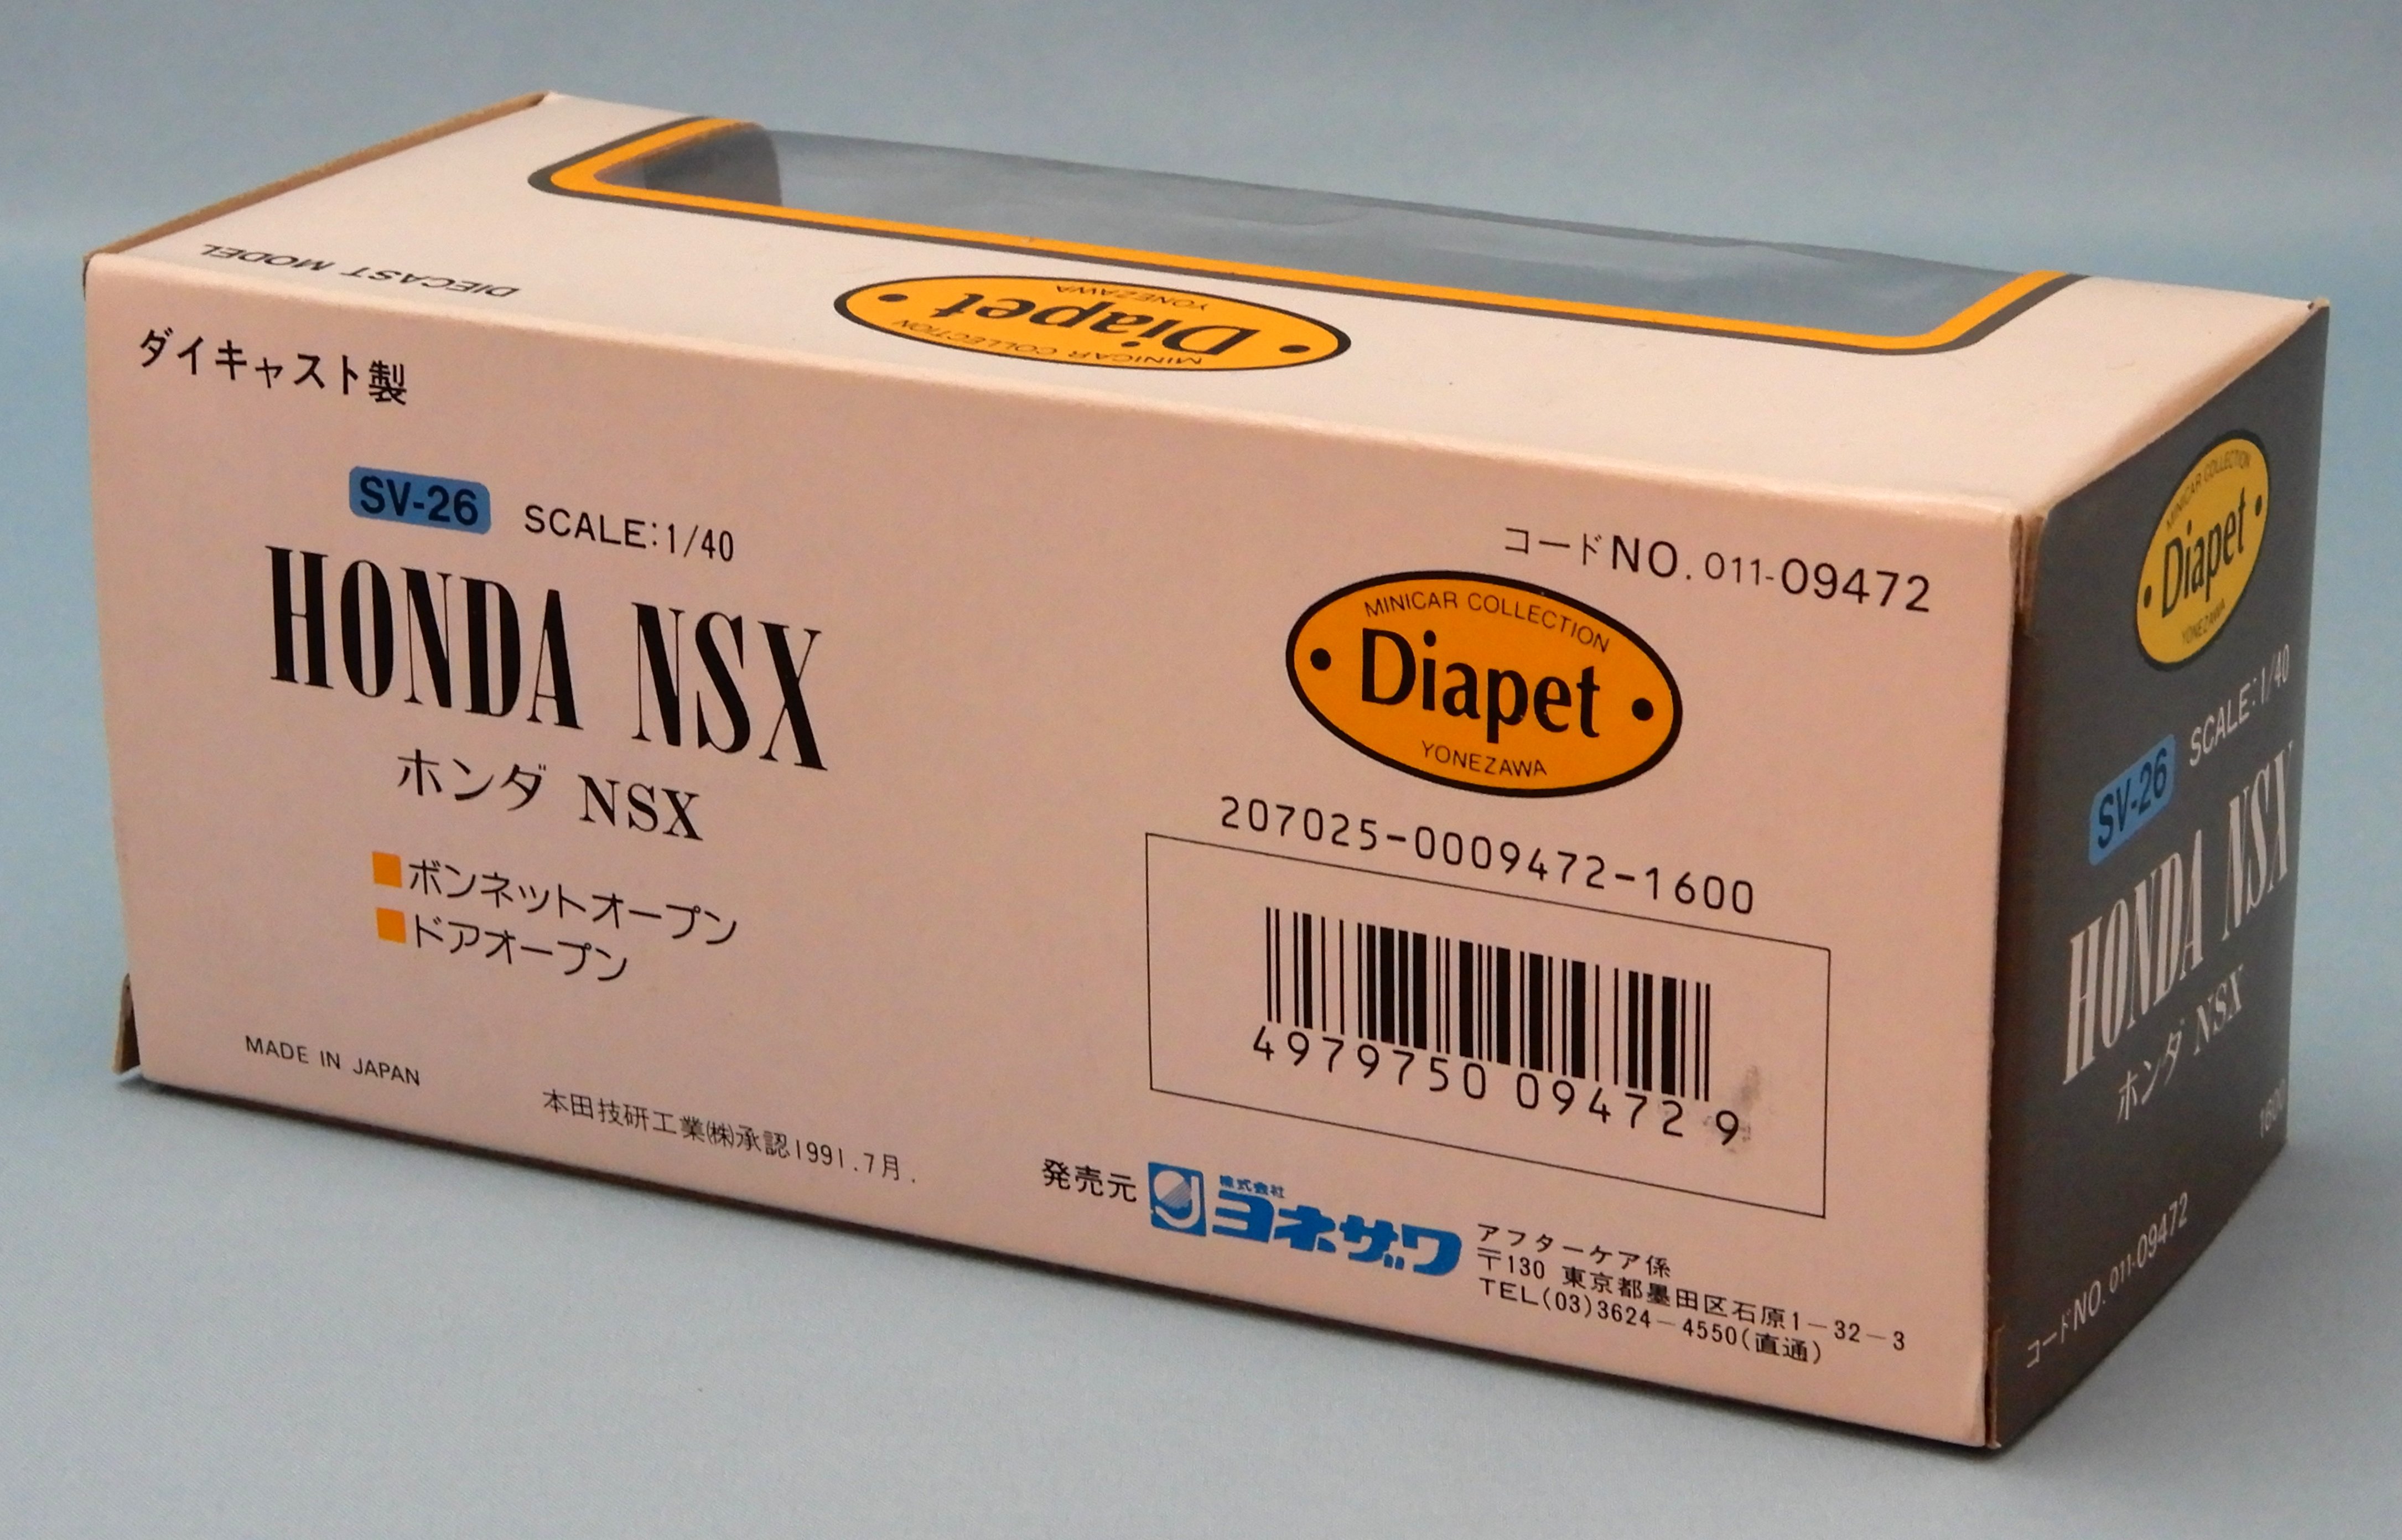 DIECAST MODEL
MINICAR COLLECTION
Diapet
YONEZAWA
ダイキャスト製
SV-26 SCALE:1/40
HONDA NSX
ホンダ NSX
■ボンネットオープン
■ドアオープン
MADE IN JAPAN
本田技研工業㈱承認1991.7月.
コードNO. 011-09472
MINICAR COLLECTION
Diapet
YONEZAWA
207025-0009472-1600
4979750 094729
発売元 株式会社 ヨネザワ
アフターケア係
〒130 東京都墨田区石原1-32-3
TEL(03)3624-4550(直通)
MINICAR COLLECTION
Diapet
YONEZAWA
SV-26 SCALE:1/40
HONDA NSX
ホンダ NSX
1600
コードNO. 011-09472